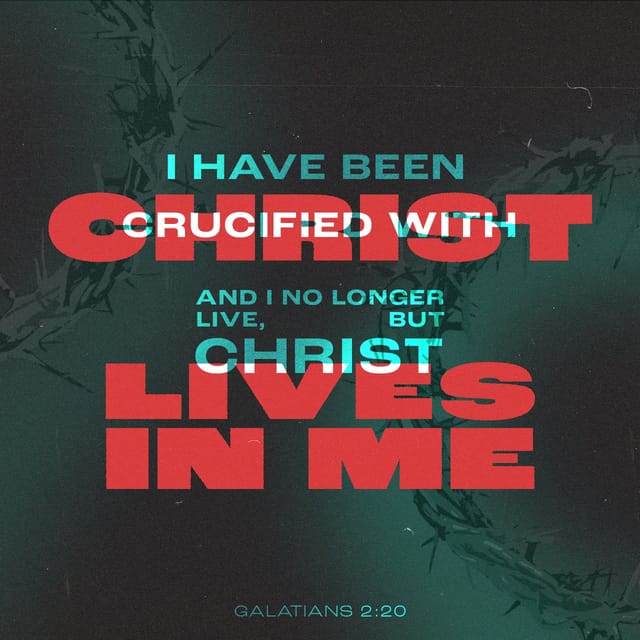 I HAVE BEEN
CRUCIFIED WITH
CHRIST
AND I NO LONGER
LIVE, BUT
CHRIST
LIVES
IN ME
GALATIANS 2:20